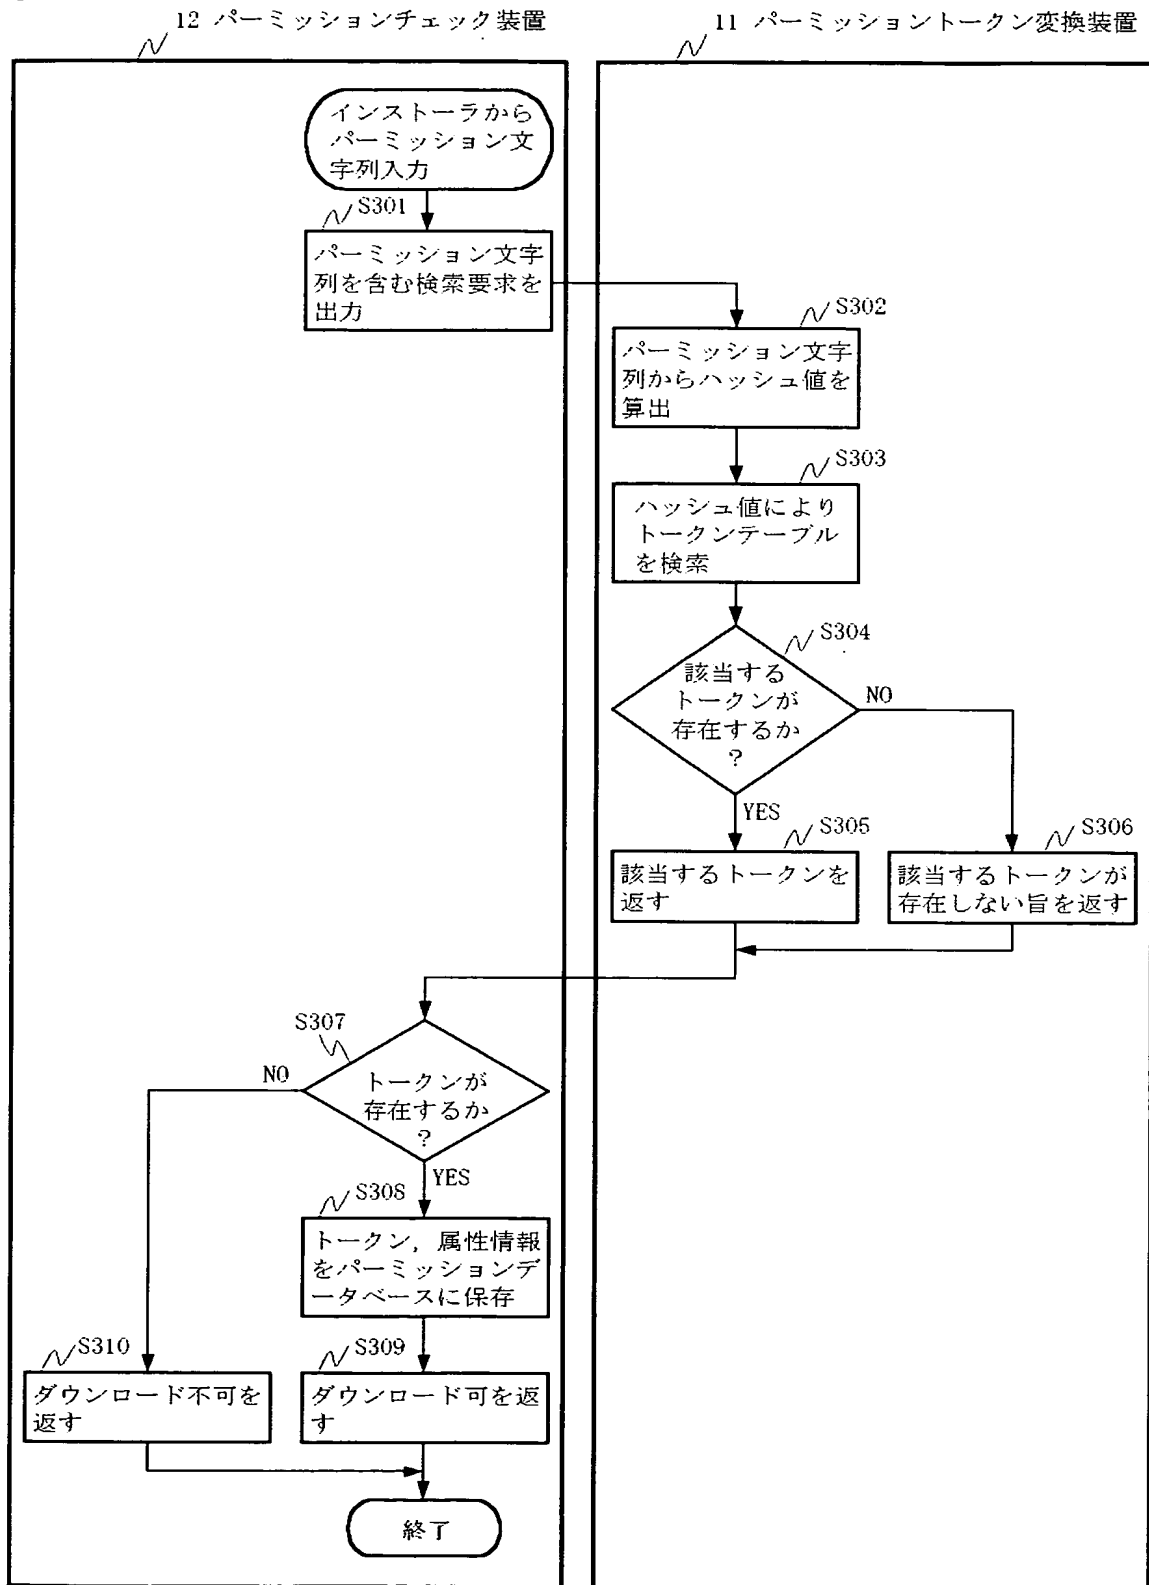 12 パーミッションチェック装置
11 パーミッショントークン変換装置
インストーラから
パーミッション文
字列入力
S301
パーミッション文字
列を含む検索要求を
出力
S302
パーミッション文字
列からハッシュ値を
算出
S303
ハッシュ値により
トークンテーブル
を検索
S304
該当する
トークンが
存在するか
?
NO
YES
S305
該当するトークンを
返す
S306
該当するトークンが
存在しない旨を返す
S307
トークンが
存在するか
?
NO
YES
S308
トークン, 属性情報
をパーミッションデ
ータベースに保存
S310
ダウンロード不可を
返す
S309
ダウンロード可を返
す
終了